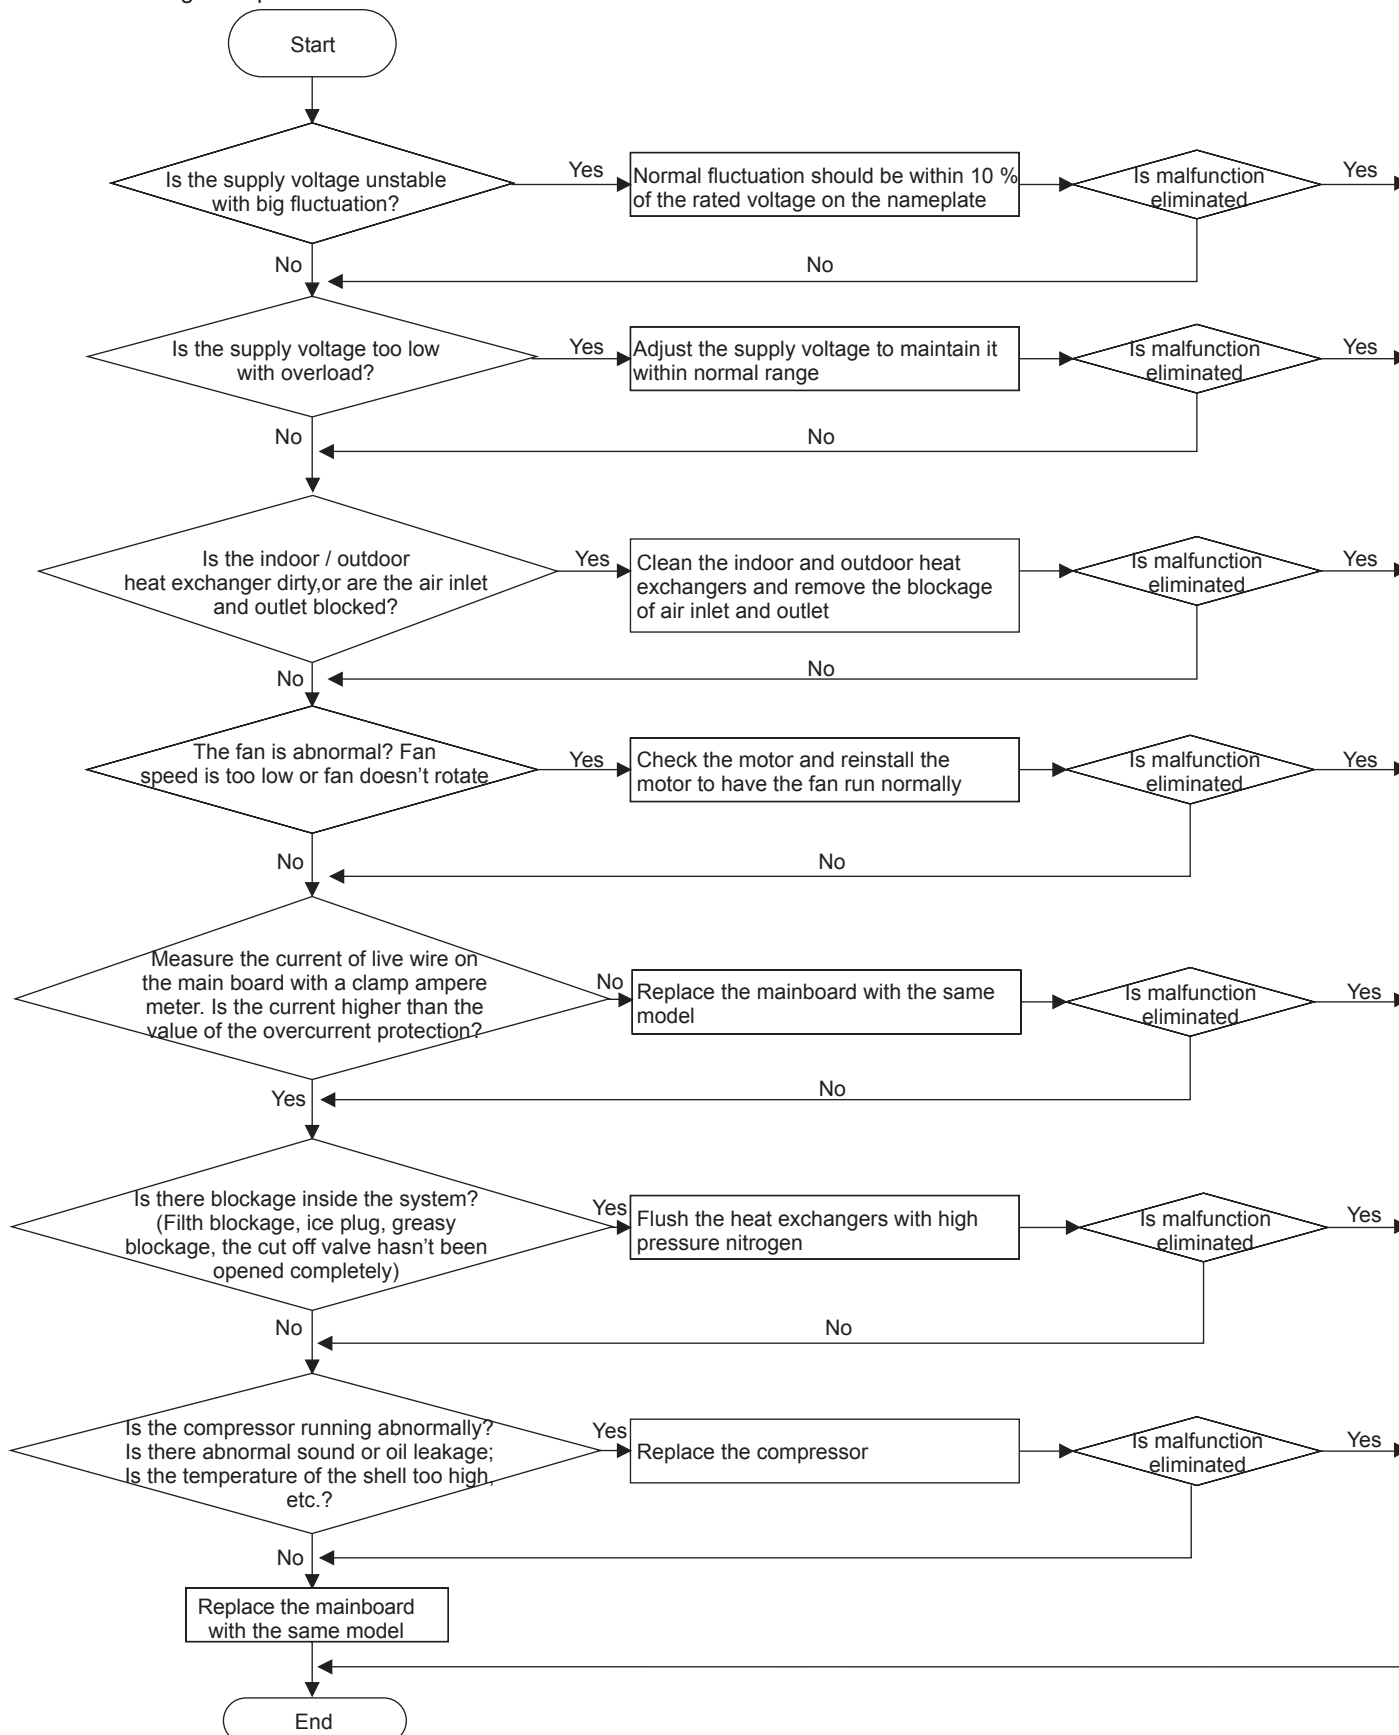 Start
Is the supply voltage unstable
with big fluctuation?
Yes
Normal fluctuation should be within 10 %
of the rated voltage on the nameplate
Is malfunction
eliminated
Yes
No
No
Is the supply voltage too low
with overload?
Yes
Adjust the supply voltage to maintain it
within normal range
Is malfunction
eliminated
Yes
No
No
Is the indoor / outdoor
heat exchanger dirty,or are the air inlet
and outlet blocked?
Yes
Clean the indoor and outdoor heat
exchangers and remove the blockage
of air inlet and outlet
Is malfunction
eliminated
Yes
No
No
The fan is abnormal? Fan
speed is too low or fan doesn't rotate
Yes
Check the motor and reinstall the
motor to have the fan run normally
Is malfunction
eliminated
Yes
No
No
Measure the current of live wire on
the main board with a clamp ampere
meter. Is the current higher than the
value of the overcurrent protection?
No
Replace the mainboard with the same
model
Is malfunction
eliminated
Yes
Yes
No
Is there blockage inside the system?
(Filth blockage, ice plug, greasy
blockage, the cut off valve hasn't been
opened completely)
Yes
Flush the heat exchangers with high
pressure nitrogen
Is malfunction
eliminated
Yes
No
No
Is the compressor running abnormally?
Is there abnormal sound or oil leakage;
Is the temperature of the shell too high,
etc.?
Yes
Replace the compressor
Is malfunction
eliminated
Yes
No
Replace the mainboard
with the same model
End